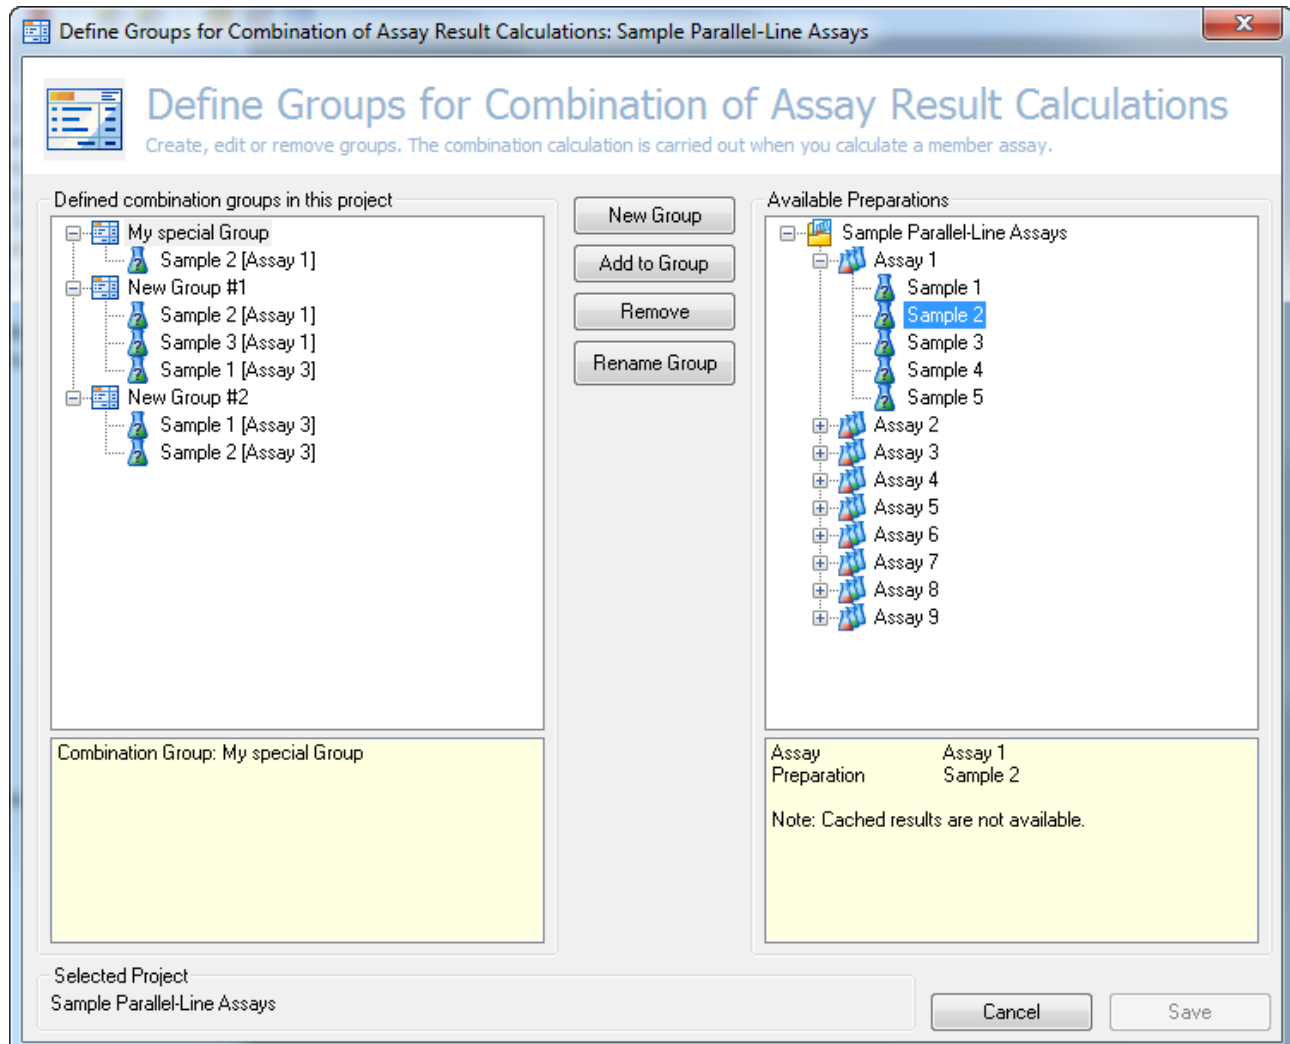 Define Groups for Combination of Assay Result Calculations: Sample Parallel-Line Assays
Define Groups for Combination of Assay Result Calculations
Create, edit or remove groups. The combination calculation is carried out when you calculate a member assay.
Defined combination groups in this project
My special Group
Sample 2 [Assay 1]
New Group #1
Sample 2 [Assay 1]
Sample 3 [Assay 1]
Sample 1 [Assay 3]
New Group #2
Sample 1 [Assay 3]
Sample 2 [Assay 3]
Combination Group: My special Group
New Group
Add to Group
Remove
Rename Group
Available Preparations
Sample Parallel-Line Assays
Assay 1
Sample 1
Sample 2
Sample 3
Sample 4
Sample 5
Assay 2
Assay 3
Assay 4
Assay 5
Assay 6
Assay 7
Assay 8
Assay 9
Assay Assay 1
Preparation Sample 2
Note: Cached results are not available.
Selected Project
Sample Parallel-Line Assays
Cancel
Save